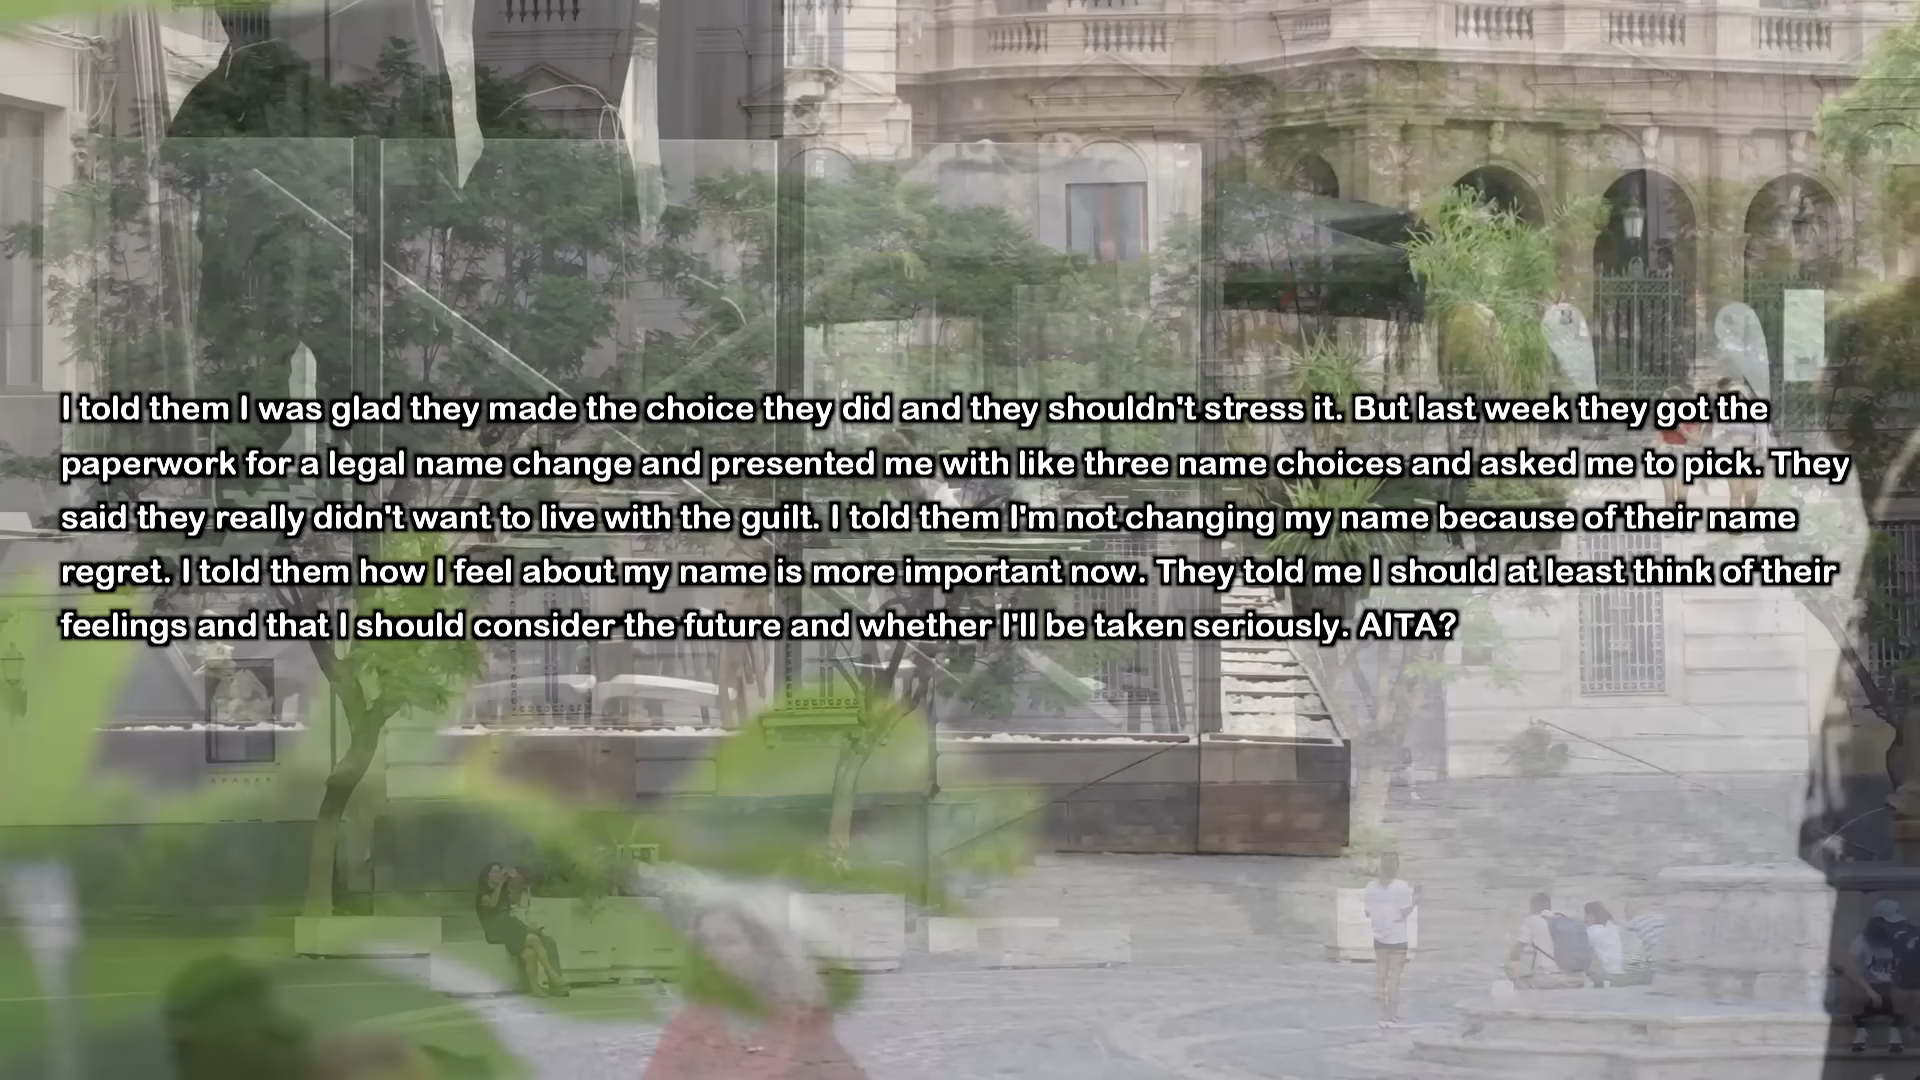 I told them I was glad they made the choice they did and they shouldn't stress it. But last week they got the
paperwork for a legal name change and presented me with like three name choices and asked me to pick. They
said they really didn't want to live with the guilt. I told them I'm not changing my name because of their name
regret. I told them how I feel about my name is more important now. They told me I should at least think of their
feelings and that I should consider the future and whether I'll be taken seriously. AITA?